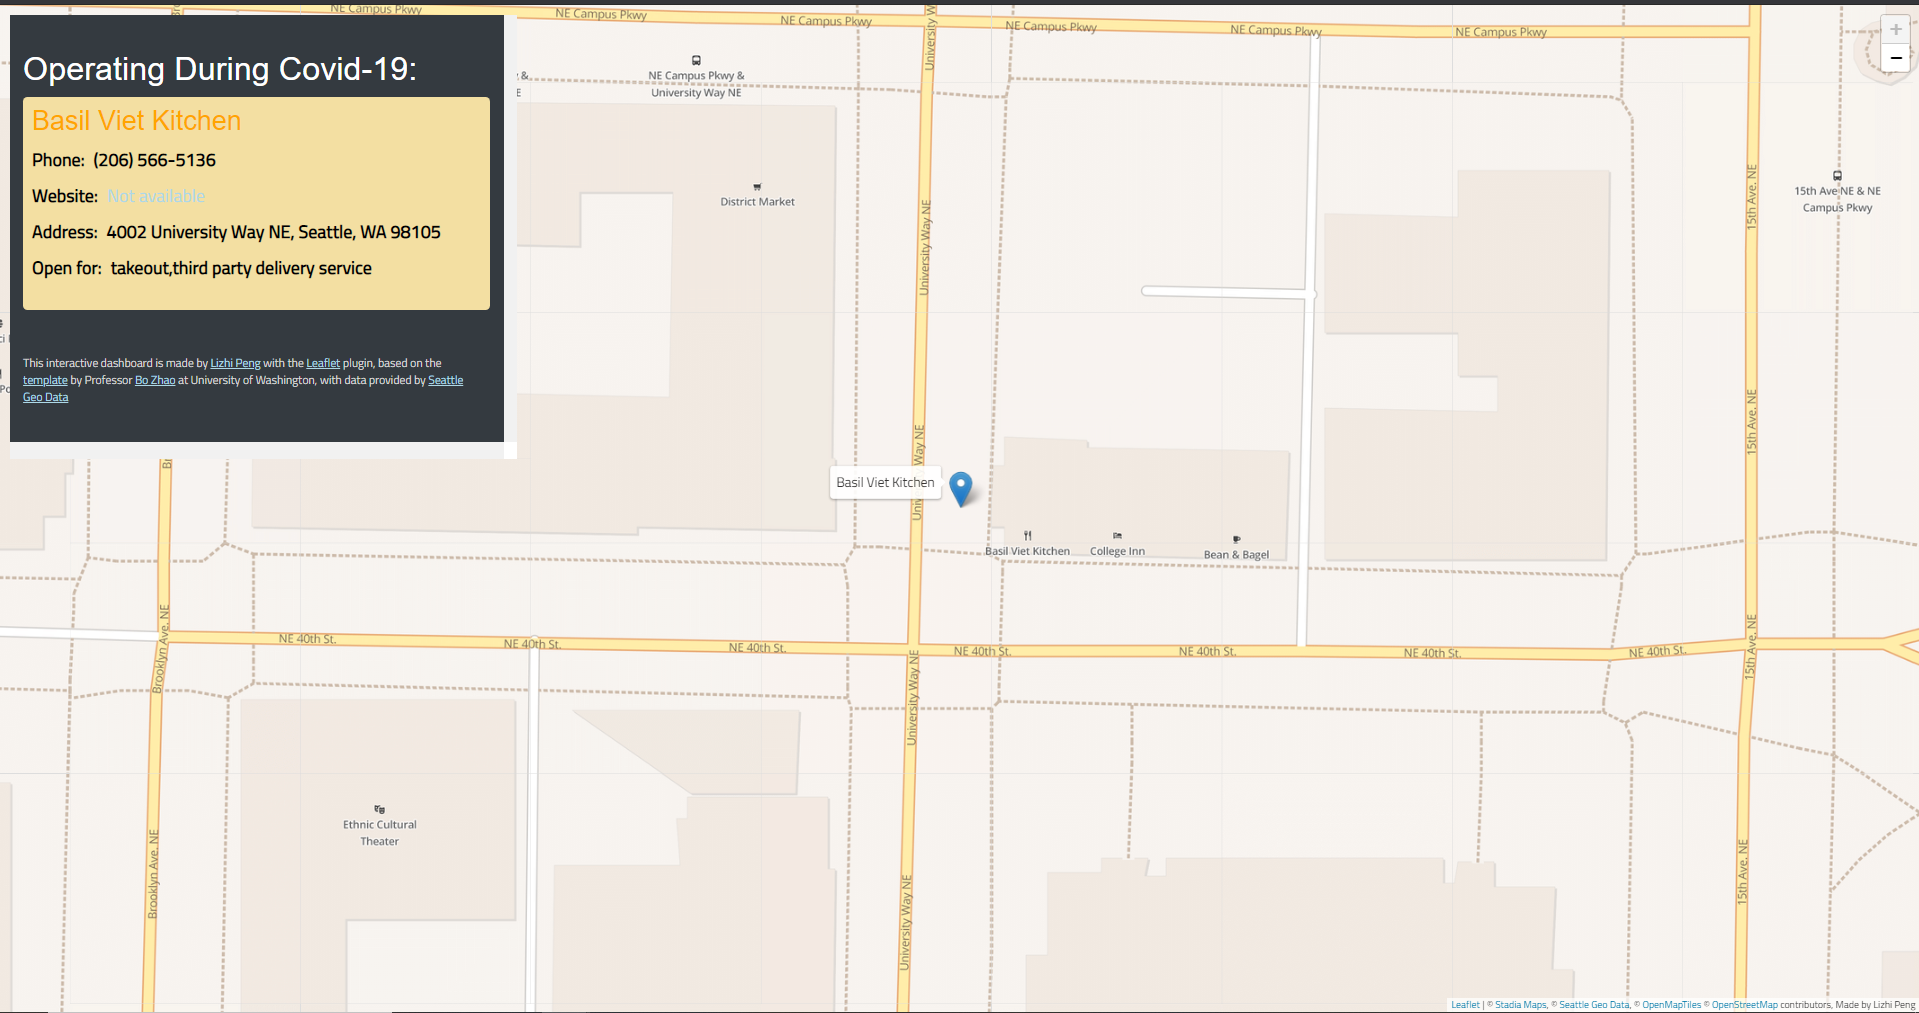 Operating During Covid-19:
Basil Viet Kitchen
Phone: (206) 566-5136
Website: Not available
Address: 4002 University Way NE, Seattle, WA 98105
Open for: takeout,third party delivery service
This interactive dashboard is made by Lizhi Peng with the Leaflet plugin, based on the
template by Professor Bo Zhao at University of Washington, with data provided by Seattle
Geo Data
NE Campus Pkwy
NE Campus Pkwy
NE Campus Pkwy
NE Campus Pkwy
NE Campus Pkwy
NE Campus Pkwy
+
−
NE Campus Pkwy &
University Way NE
District Market
15th Ave NE & NE
Campus Pkwy
University W
University Way NE
Way NE
Univ
University Way NE
University Way NE
15th Ave. NE
15th Ave. NE
15th Ave. NE
15th Ave. NE
Basil Viet Kitchen
Basil Viet Kitchen
College Inn
Bean & Bagel
NE 40th St.
NE 40th St.
NE 40th St.
NE 40th St.
NE 40th St.
NE 40th St.
NE 40th St.
Brooklyn Ave. NE
Brooklyn Ave. NE
Ethnic Cultural
Theater
Leaflet | © Stadia Maps, © Seattle Geo Data, © OpenMapTiles © OpenStreetMap contributors, Made by Lizhi Peng